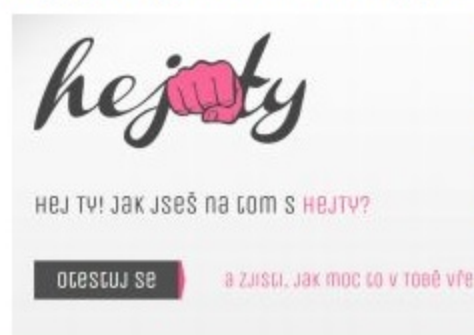 hejty
HEJ TY! JAK JSEŠ NA TOM S HEJTY?
OTESTUJ SE
A ZJISTI, JAK MOC TO V TOBĚ VŘE